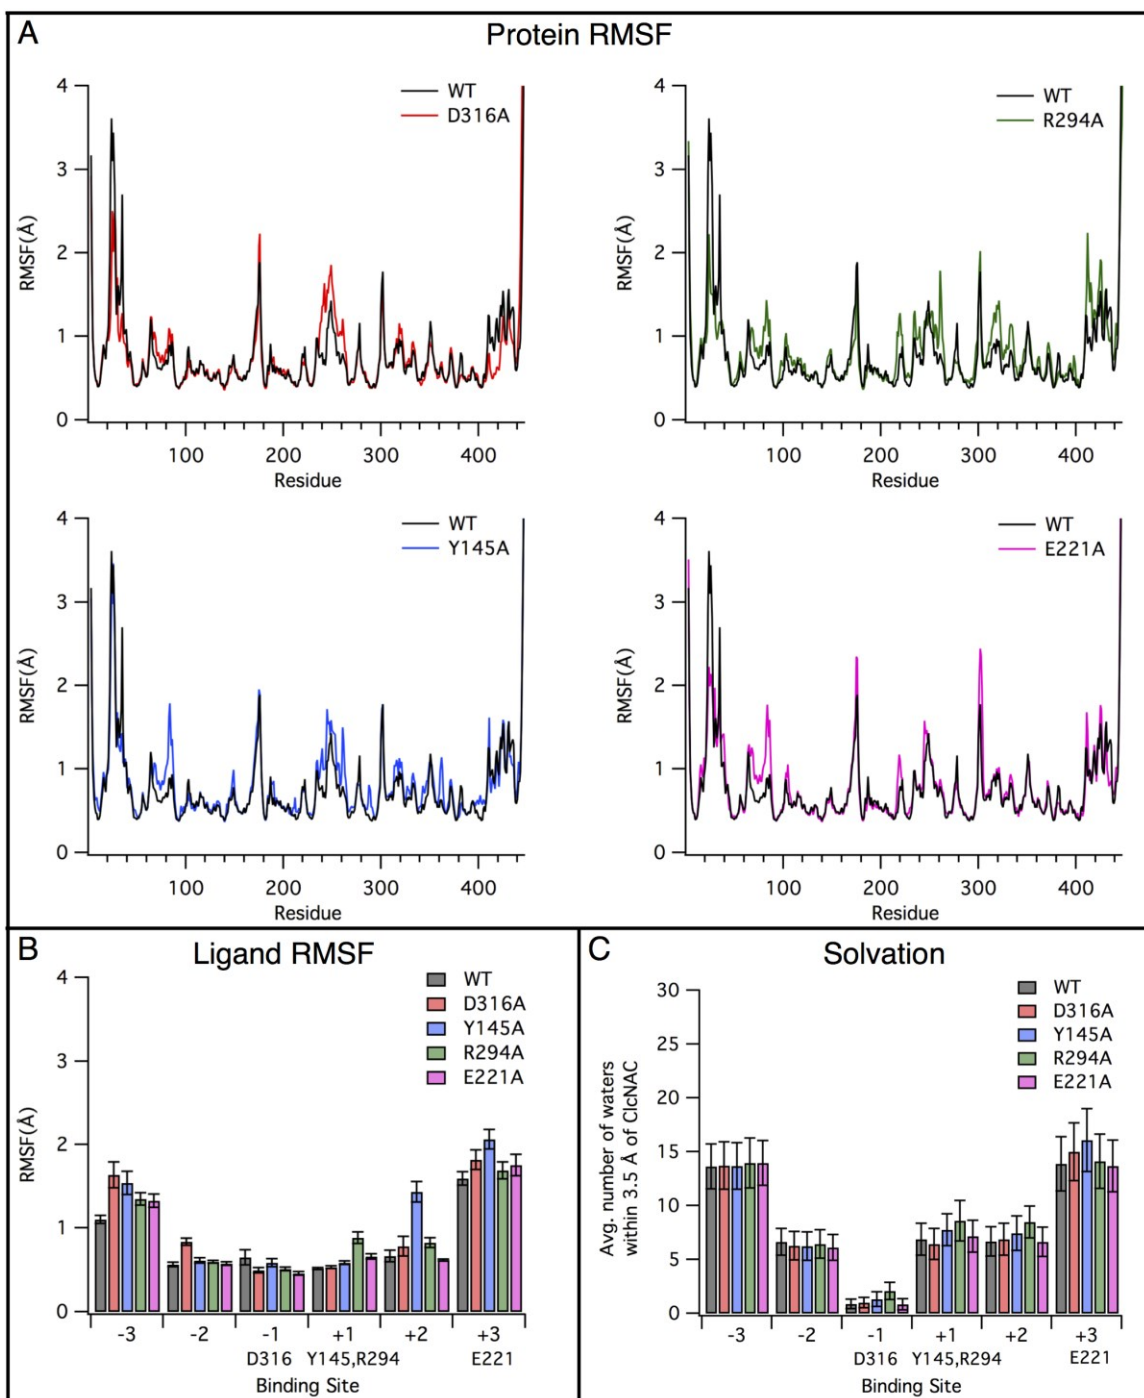 A
Protein RMSF
4
3
2
1
0
RMSF(Å)
WT
D316A
100
200
300
400
Residue
4
3
2
1
0
RMSF(Å)
WT
R294A
100
200
300
400
Residue
4
3
2
1
0
RMSF(Å)
WT
Y145A
100
200
300
400
Residue
4
3
2
1
0
RMSF(Å)
WT
E221A
100
200
300
400
Residue
B
Ligand RMSF
4
3
2
1
0
RMSF(Å)
WT
D316A
Y145A
R294A
E221A
-3
-2
-1
+1
+2
+3
D316
Y145,R294
E221
Binding Site
C
Solvation
30
25
20
15
10
5
0
Avg. number of waters
within 3.5 Å of ClcNAC
WT
D316A
Y145A
R294A
E221A
-3
-2
-1
+1
+2
+3
D316
Y145,R294
E221
Binding Site